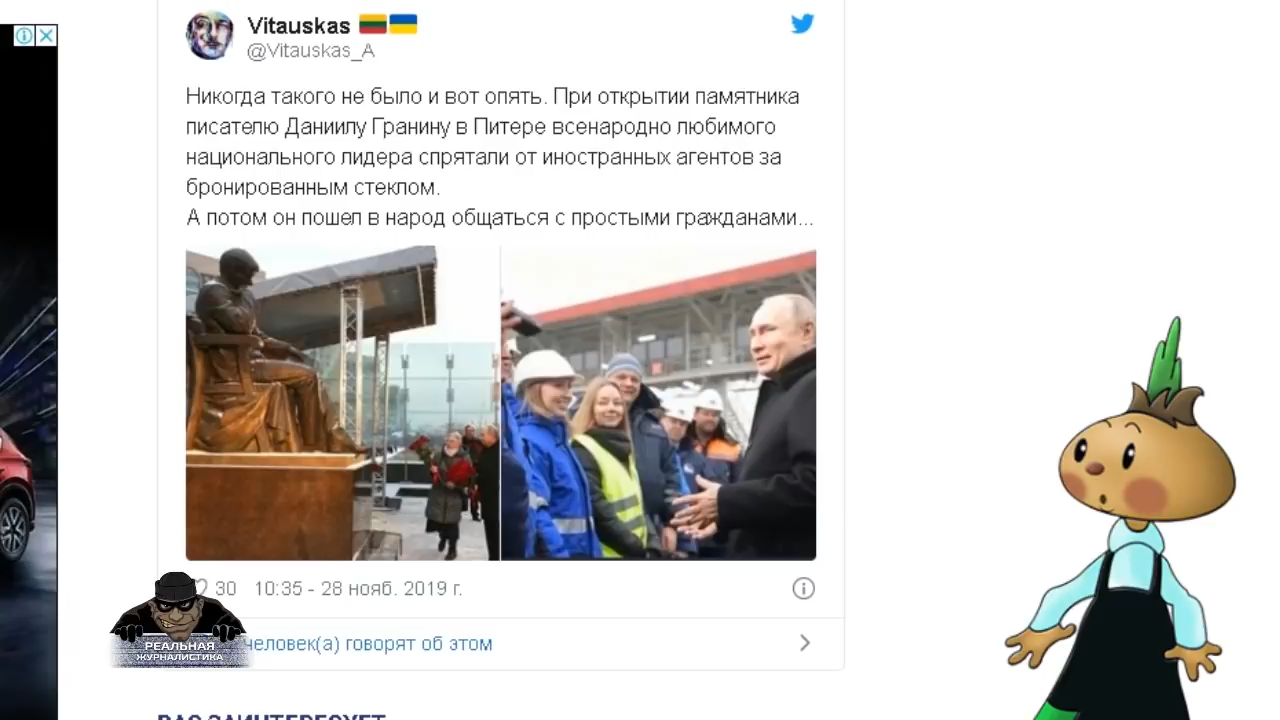 Vitauskas
@Vitauskas_A
Никогда такого не было и вот опять. При открытии памятника
писателю Даниилу Гранину в Питере всенародно любимого
национального лидера спрятали от иностранных агентов за
бронированным стеклом.
А потом он пошел в народ общаться с простыми гражданами...
30 10:35 - 28 нояб. 2019 г.
человек(а) говорят об этом
РЕАЛЬНАЯ
ЖУРНАЛИСТИКА
ВАС ЗАИНТЕРЕСУЕТ